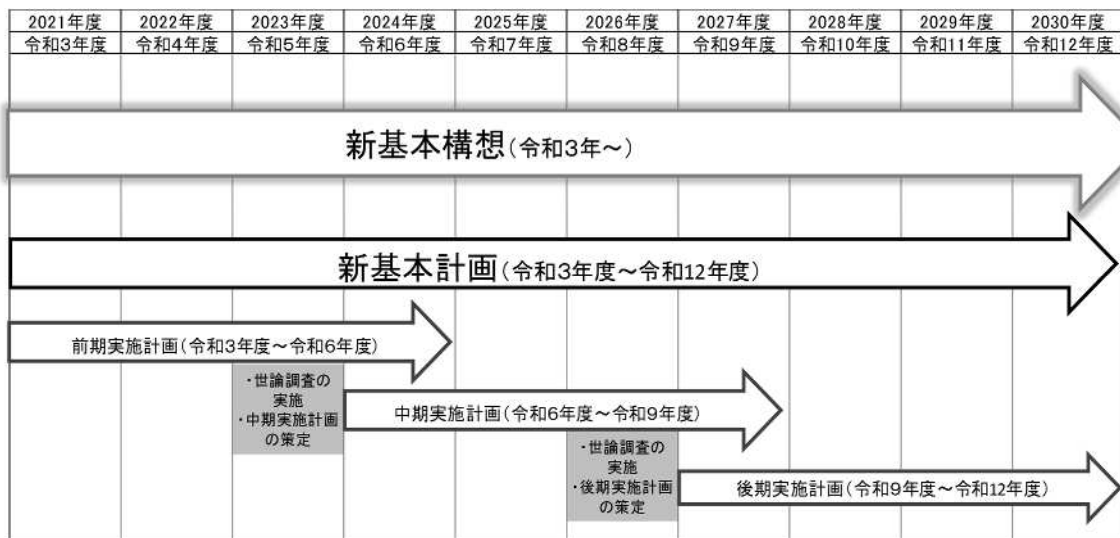 2021年度 2022年度 2023年度 2024年度 2025年度 2026年度 2027年度 2028年度 2029年度 2030年度
令和3年度 令和4年度 令和5年度 令和6年度 令和7年度 令和8年度 令和9年度 令和10年度 令和11年度 令和12年度
新基本構想(令和3年～)
新基本計画(令和3年度～令和12年度)
前期実施計画(令和3年度～令和6年度)
・世論調査の
実施
・中期実施計画
の策定
中期実施計画(令和6年度～令和9年度)
・世論調査の
実施
・後期実施計画
の策定
後期実施計画(令和9年度～令和12年度)